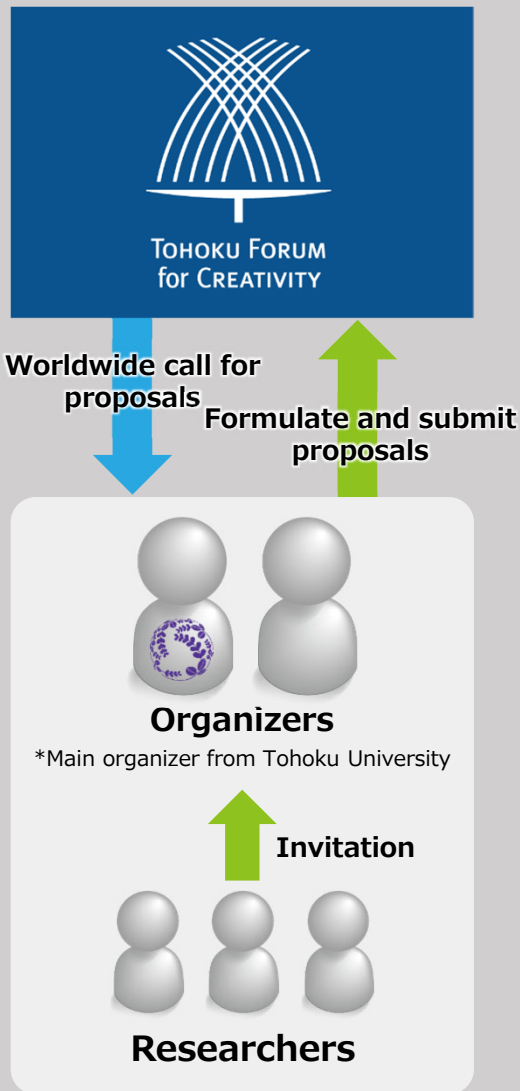 TOHOKU FORUM
for CREATIVITY
Worldwide call for
proposals
Formulate and submit
proposals
Organizers
*Main organizer from Tohoku University
Invitation
Researchers